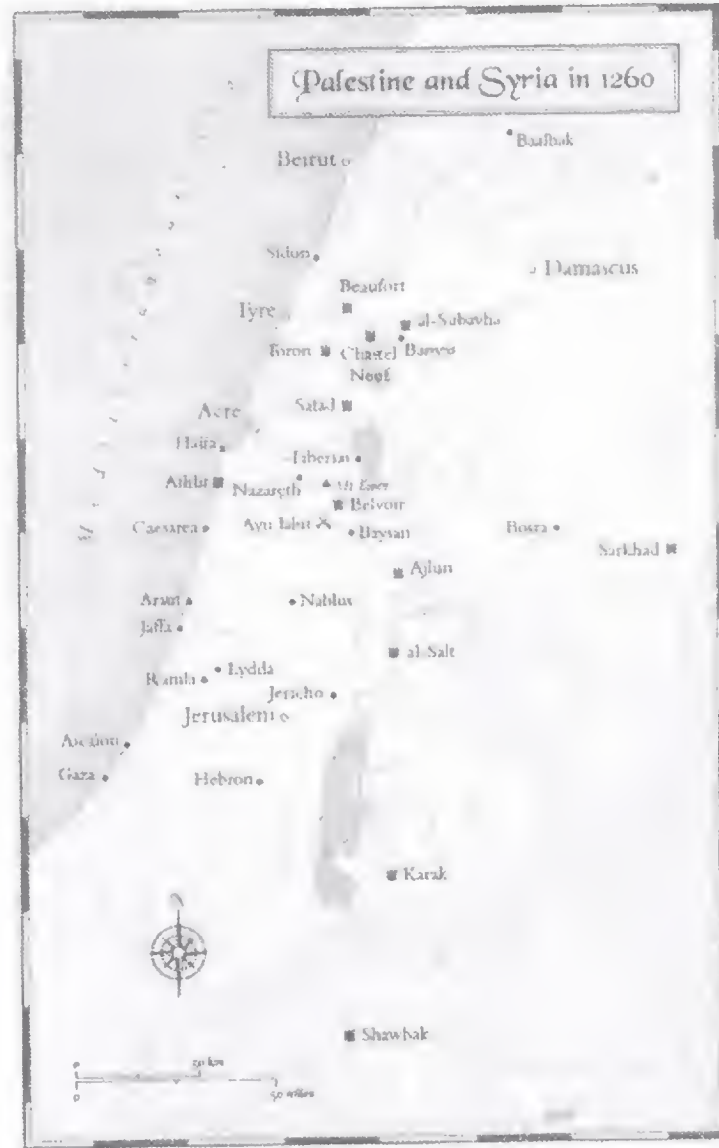 Palestine and Syria in 1260
Baalbak
Beirut
Sidon
Damascus
Beaufort
Tyre
al-Subayba
Toron
Chastel
Neuf
Banyas
Safad
Acre
Haifa
Tiberias
Athlit
Nazareth
Belvoir
Caesarea
Ayn Jalut
Baysan
Bosra
Sarkhad
Ajlun
Arsuf
Nablus
Jaffa
al-Salt
Lydda
Ramla
Jericho
Jerusalem
Ascalon
Gaza
Hebron
Karak
Shawbak
50 km
0
50 miles